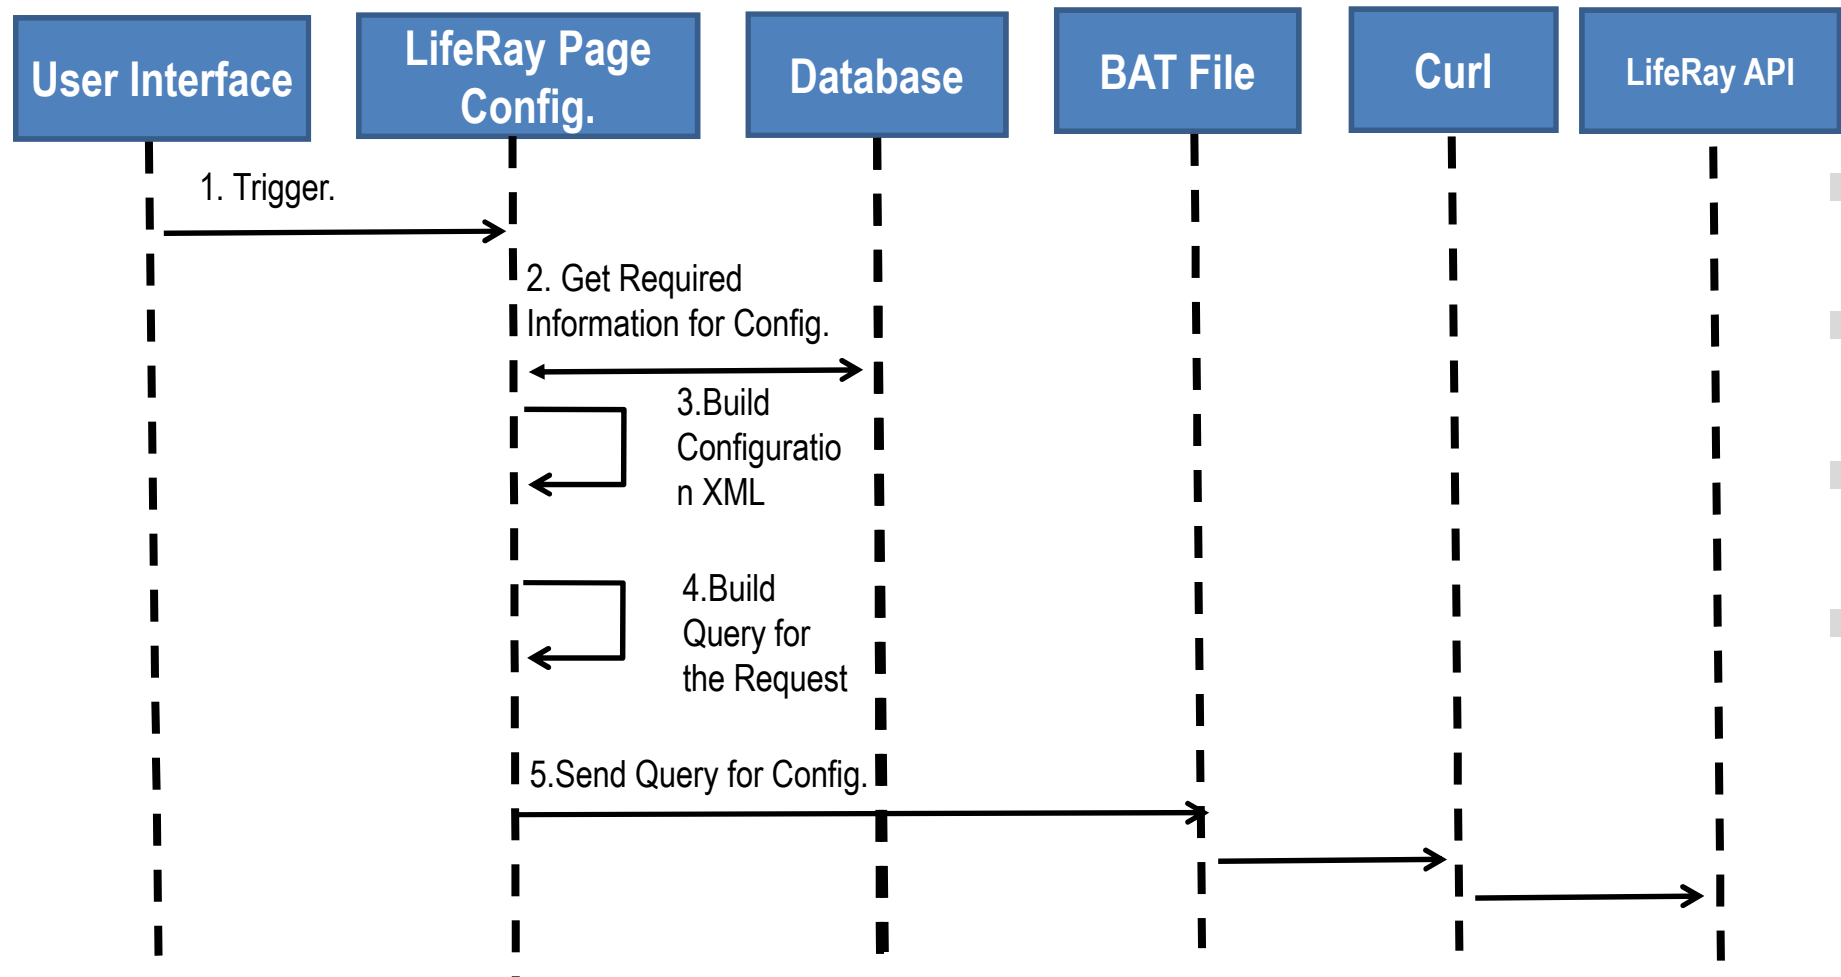 User Interface
LifeRay Page
Config.
Database
BAT File
Curl
LifeRay API
1. Trigger.
2. Get Required
Information for Config.
3.Build
Configuratio
n XML
4.Build
Query for
the Request
5.Send Query for Config.